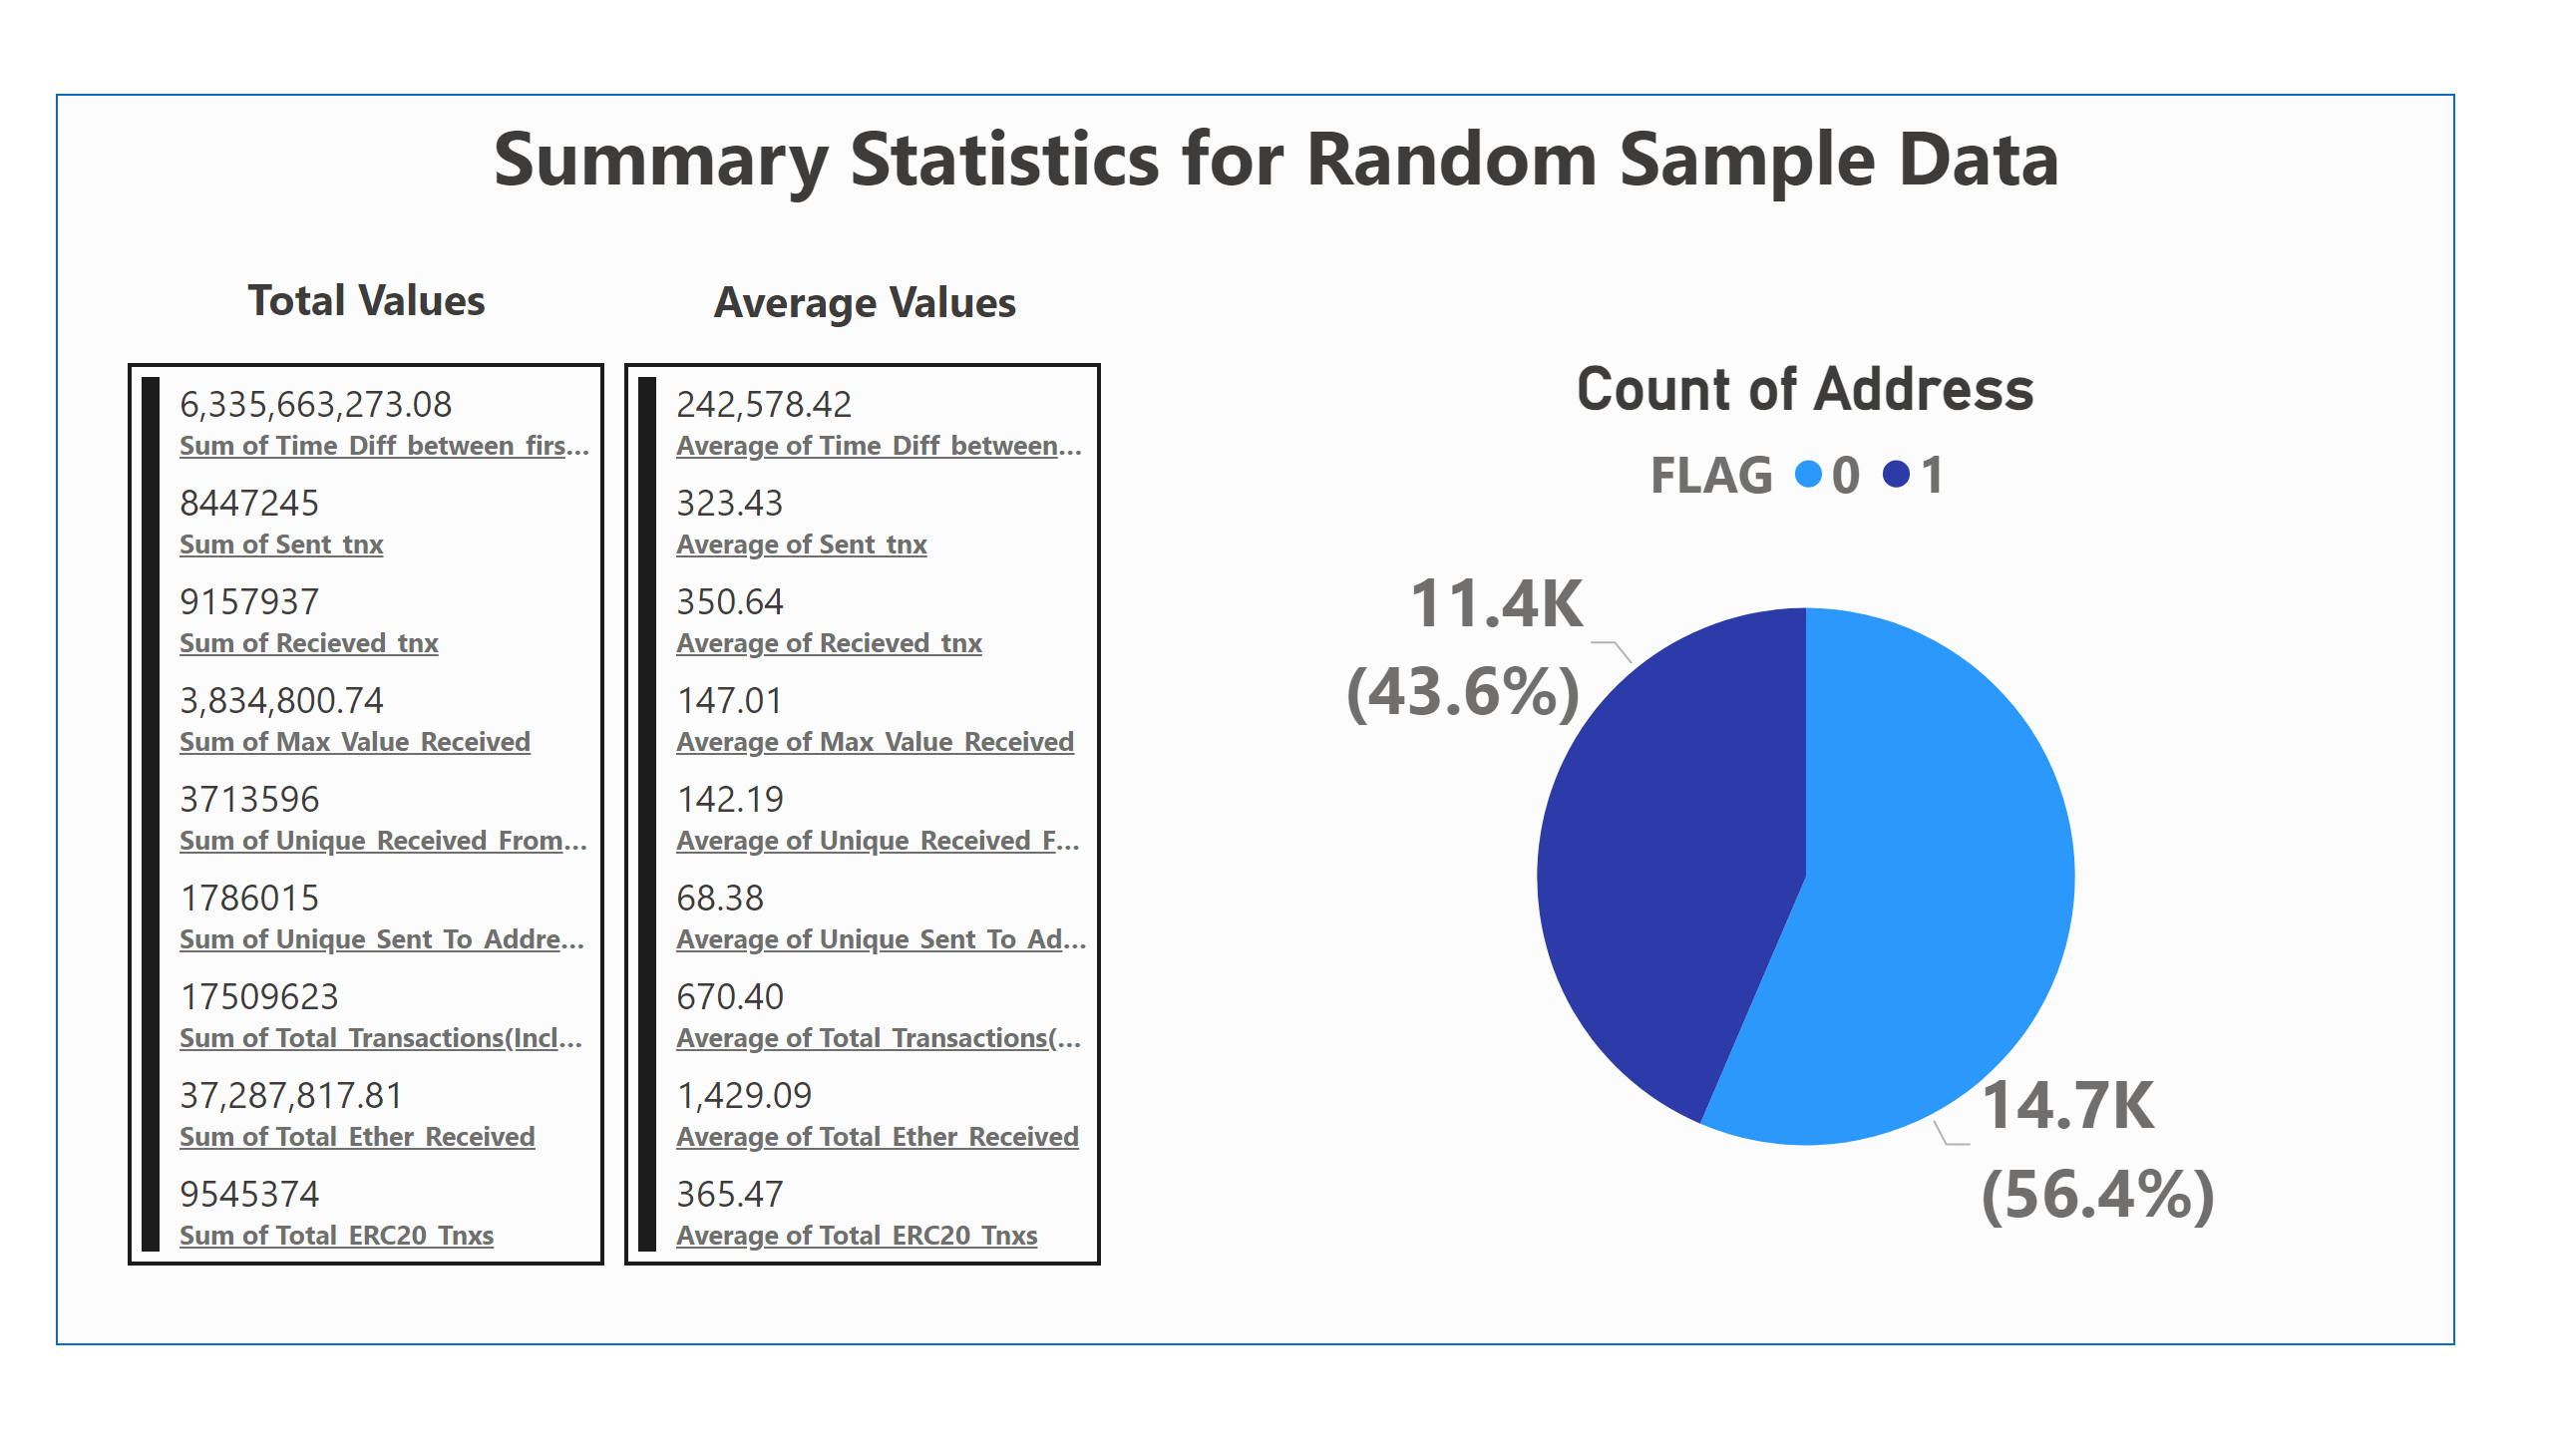 Summary Statistics for Random Sample Data
Total Values
6,335,663,273.08
Sum of Time_Diff_between_firs...
8447245
Sum of Sent_tnx
9157937
Sum of Recieved_tnx
3,834,800.74
Sum of Max_Value_Received
3713596
Sum of Unique_Received_From...
1786015
Sum of Unique_Sent_To_Addre...
17509623
Sum of Total_Transactions(Incl...
37,287,817.81
Sum of Total_Ether_Received
9545374
Sum of Total_ERC20_Tnxs
Average Values
242,578.42
Average of Time_Diff_between...
323.43
Average of Sent_tnx
350.64
Average of Recieved_tnx
147.01
Average of Max_Value_Received
142.19
Average of Unique_Received_F...
68.38
Average of Unique_Sent_To_Ad...
670.40
Average of Total_Transactions(...
1,429.09
Average of Total_Ether_Received
365.47
Average of Total_ERC20_Tnxs
Count of Address
FLAG 0 1
11.4K
(43.6%)
14.7K
(56.4%)